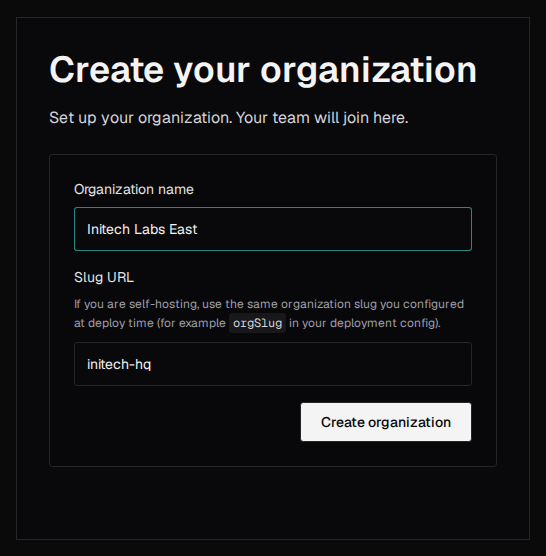 Create your organization
Set up your organization. Your team will join here.
Organization name
Initech Labs East
Slug URL
If you are self-hosting, use the same organization slug you configured
at deploy time (for example orgSlug in your deployment config).
initech-hq
Create organization